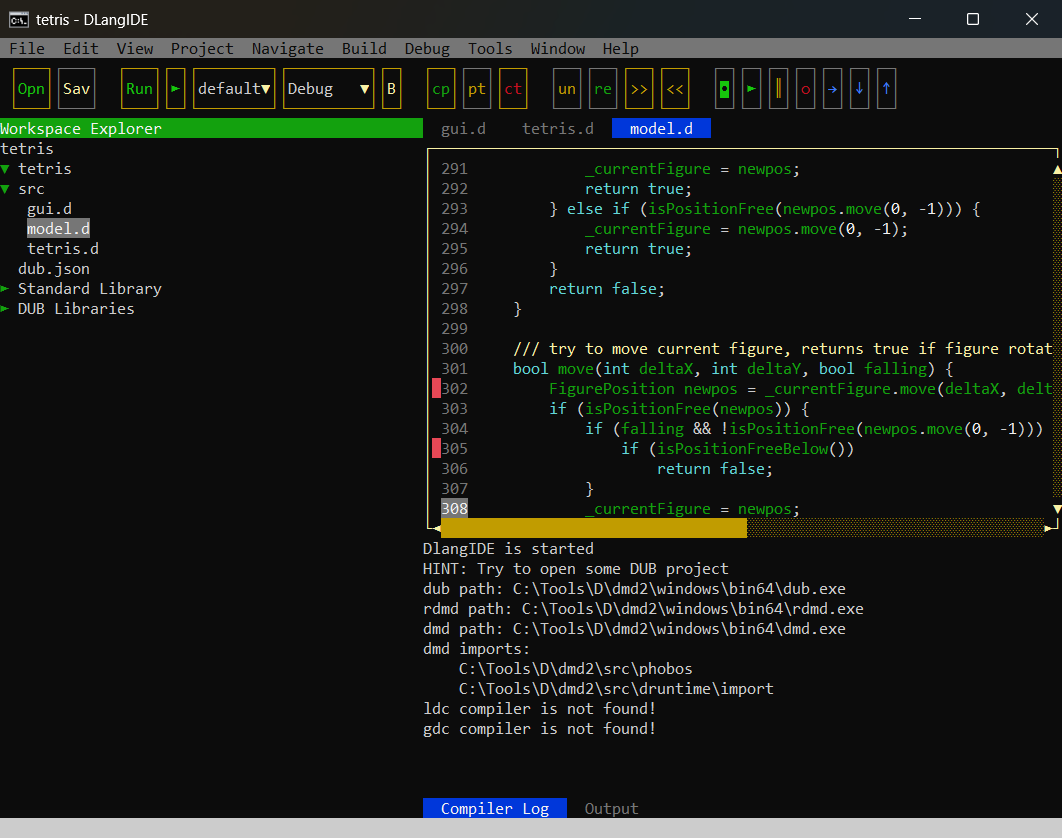 tetris - DLangIDE
File Edit View Project Navigate Build Debug Tools Window Help
Opn Sav Run ► default▼ Debug ▼ B cp pt ct un re >> << ► ║ o → ↓ ↑
Workspace Explorer
tetris
▼ tetris
▼ src
gui.d
model.d
tetris.d
dub.json
► Standard Library
► DUB Libraries
gui.d tetris.d model.d
291 _currentFigure = newpos;
292 return true;
293 } else if (isPositionFree(newpos.move(0, -1))) {
294 _currentFigure = newpos.move(0, -1);
295 return true;
296 }
297 return false;
298 }
299
300 /// try to move current figure, returns true if figure rotat
301 bool move(int deltaX, int deltaY, bool falling) {
302 FigurePosition newpos = _currentFigure.move(deltaX, delt
303 if (isPositionFree(newpos)) {
304 if (falling && !isPositionFree(newpos.move(0, -1)))
305 if (isPositionFreeBelow())
306 return false;
307 }
308 _currentFigure = newpos;
DlangIDE is started
HINT: Try to open some DUB project
dub path: C:\Tools\D\dmd2\windows\bin64\dub.exe
rdmd path: C:\Tools\D\dmd2\windows\bin64\rdmd.exe
dmd path: C:\Tools\D\dmd2\windows\bin64\dmd.exe
dmd imports:
C:\Tools\D\dmd2\src\phobos
C:\Tools\D\dmd2\src\druntime\import
ldc compiler is not found!
gdc compiler is not found!
Compiler Log Output